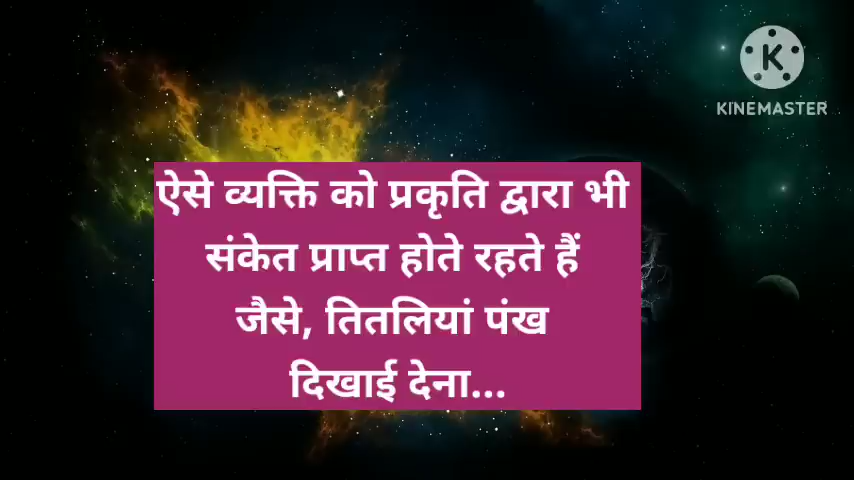 KINEMASTER
ऐसे व्यक्ति को प्रकृति द्वारा भी
संकेत प्राप्त होते रहते हैं
जैसे, तितलियां पंख
दिखाई देना...